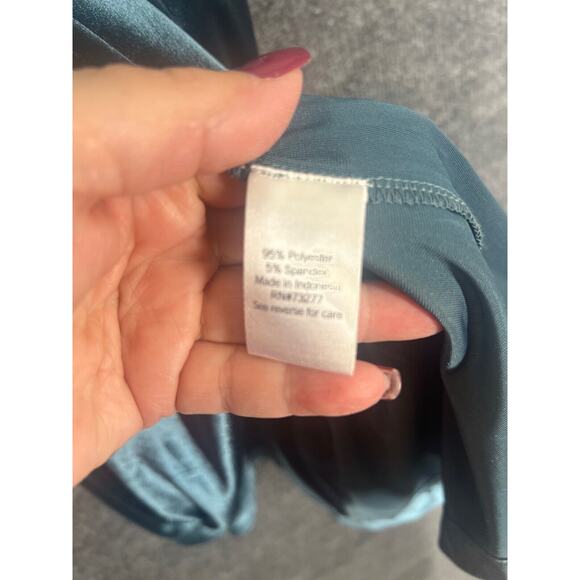 95% Polyester
5% Spandex
Made in Indonesia
RN#73277
See reverse for care